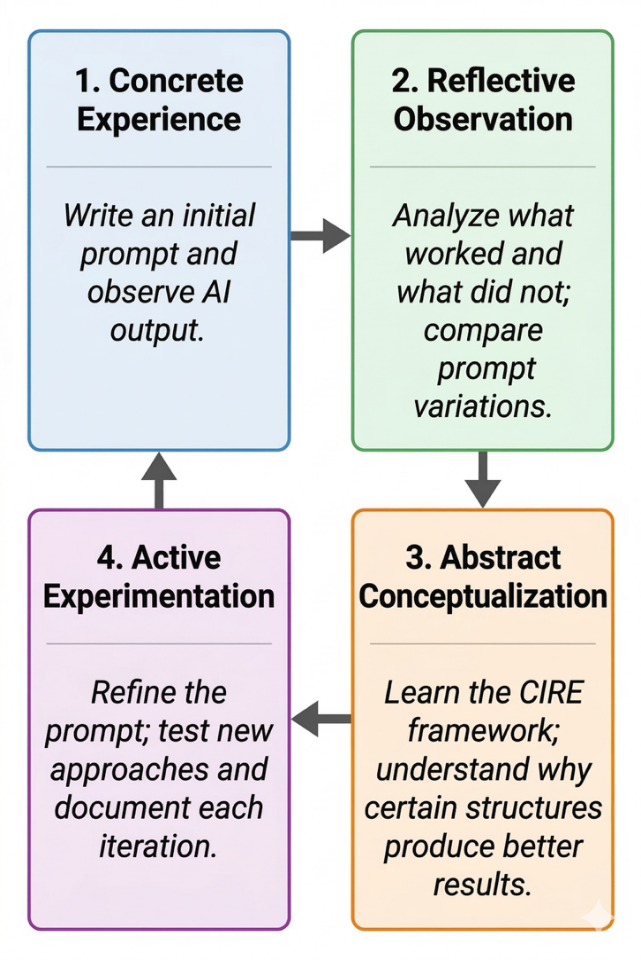 1. Concrete
Experience
Write an initial
prompt and
observe AI
output.
2. Reflective
Observation
Analyze what
worked and
what did not;
compare
prompt
variations.
3. Abstract
Conceptualization
Learn the CIRE
framework;
understand why
certain structures
produce better
results.
4. Active
Experimentation
Refine the
prompt; test new
approaches and
document each
iteration.